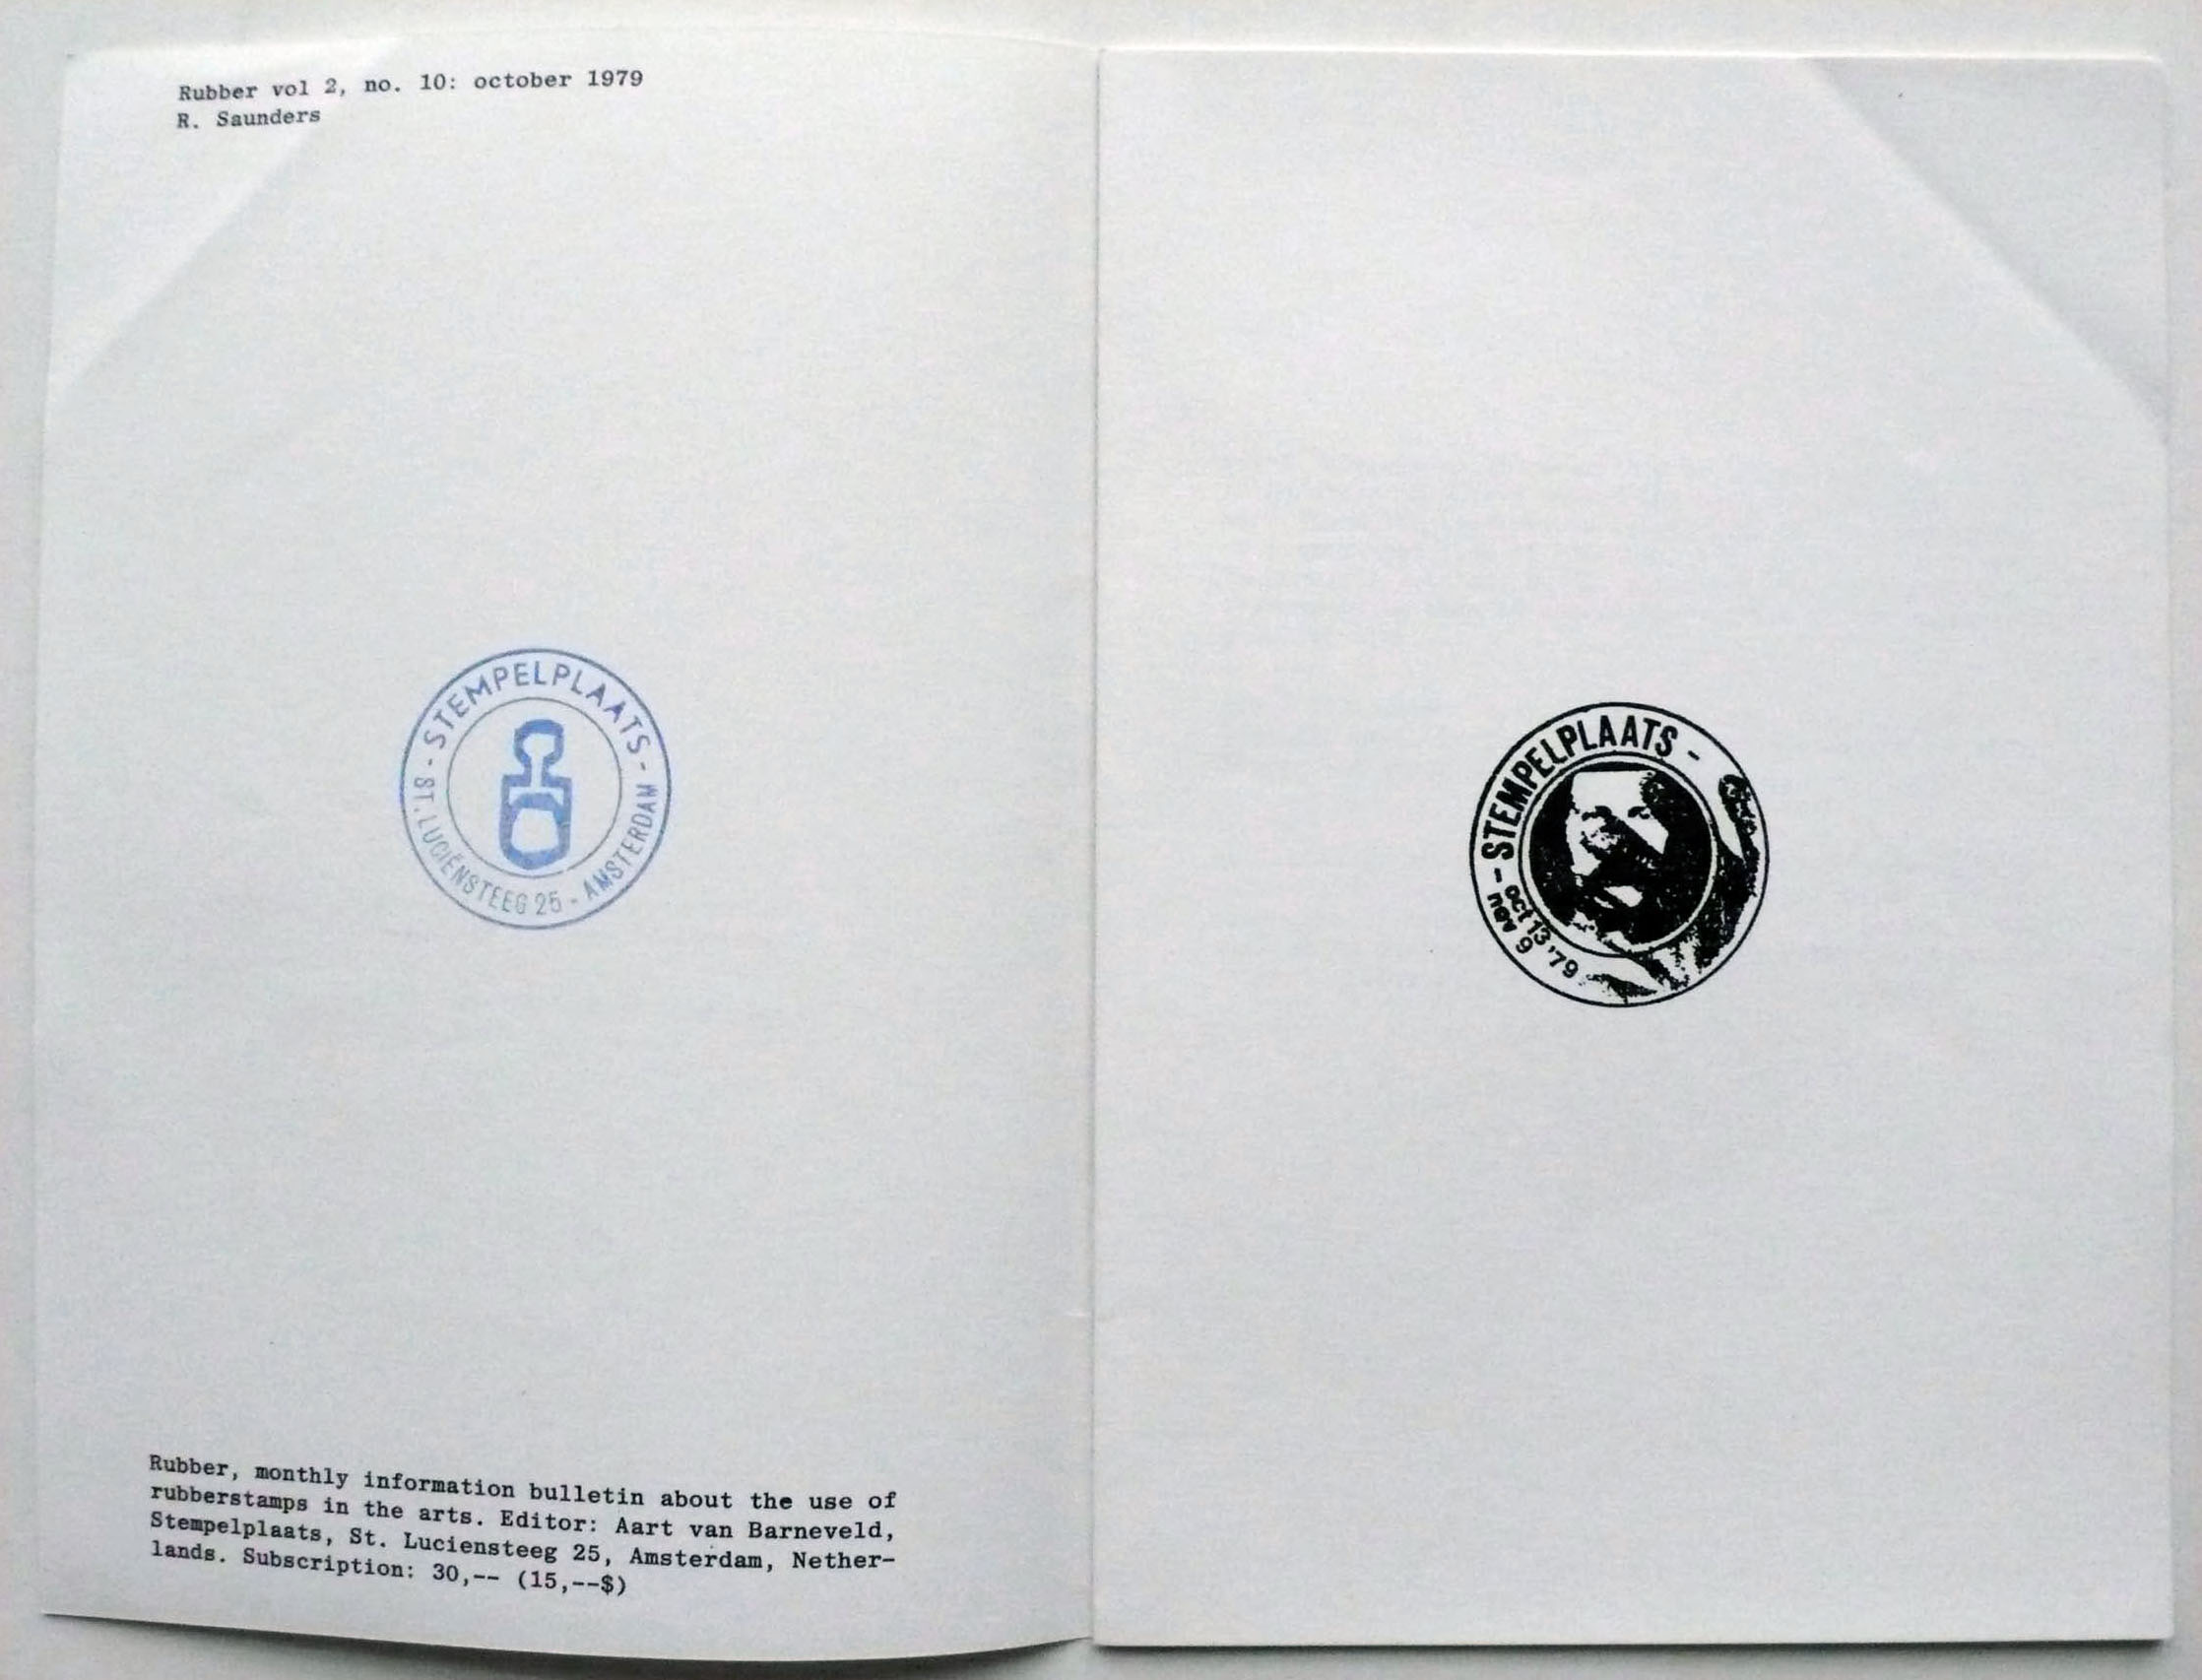 Rubber vol 2, no. 10: october 1979
R. Saunders
- STEMPELPLAATS -
ST. LUCIËNSTEEG 25 - AMSTERDAM
Rubber, monthly information bulletin about the use of
rubberstamps in the arts. Editor: Aart van Barneveld,
Stempelplaats, St. Luciensteeg 25, Amsterdam, Nether-
lands. Subscription: 30,-- (15,--$)
- STEMPELPLAATS -
oct 13 '79
nov 9